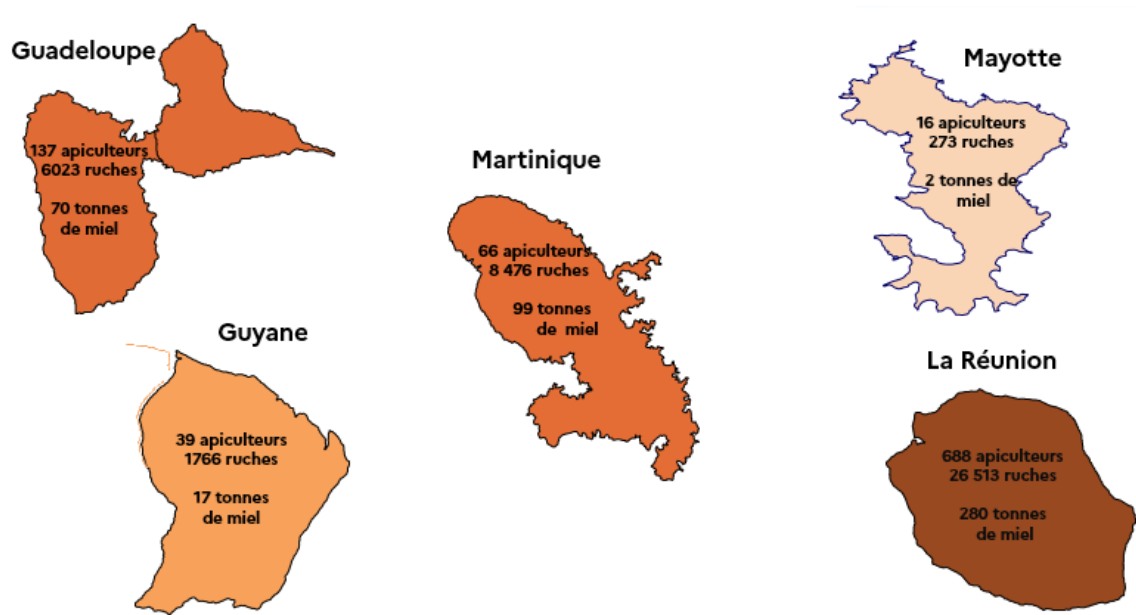 Guadeloupe
137 apiculteurs
6023 ruches
70 tonnes
de miel
Martinique
66 apiculteurs
8 476 ruches
99 tonnes
de miel
Mayotte
16 apiculteurs
273 ruches
2 tonnes de
miel
Guyane
39 apiculteurs
1766 ruches
17 tonnes
de miel
La Réunion
688 apiculteurs
26 513 ruches
280 tonnes
de miel